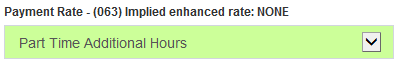 Payment Rate - (063) Implied enhanced rate: NONE
Part Time Additional Hours